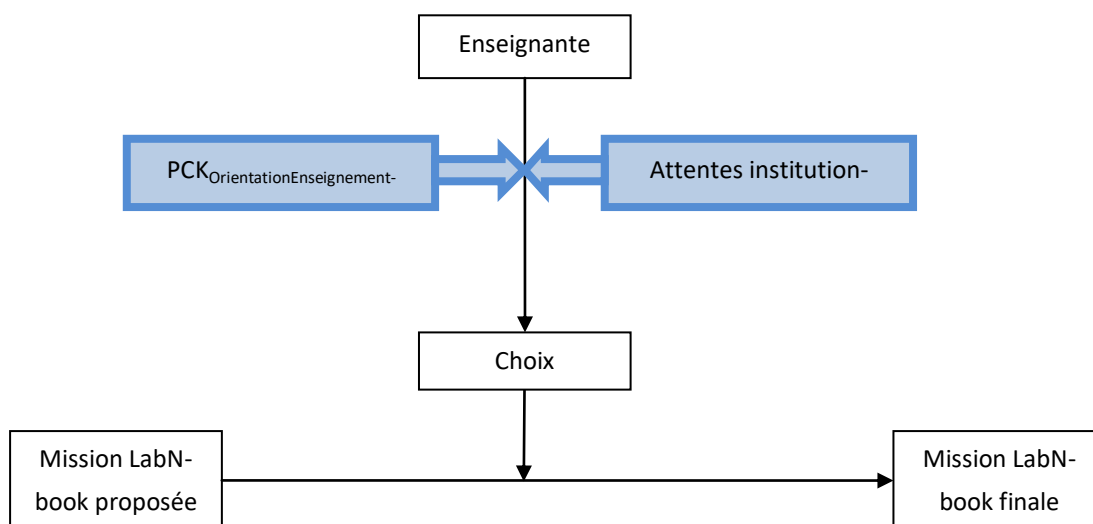 Enseignante
PCKOrientationEnseignement-
Attentes institution-
Choix
Mission LabN-
book proposée
Mission LabN-
book finale